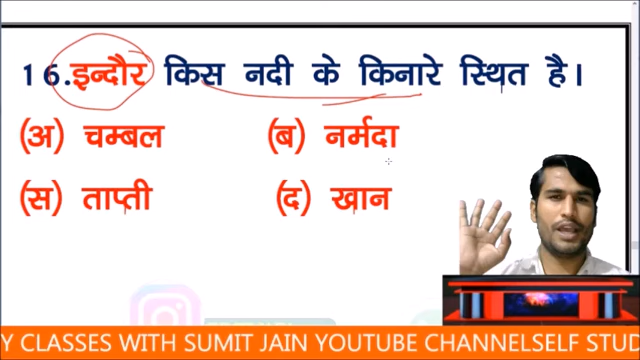 16. इन्दौर किस नदी के किनारे स्थित है।
(अ) चम्बल (ब) नर्मदा
(स) ताप्ती (द) खान
Y CLASSES WITH SUMIT JAIN YOUTUBE CHANNELSELF STUD